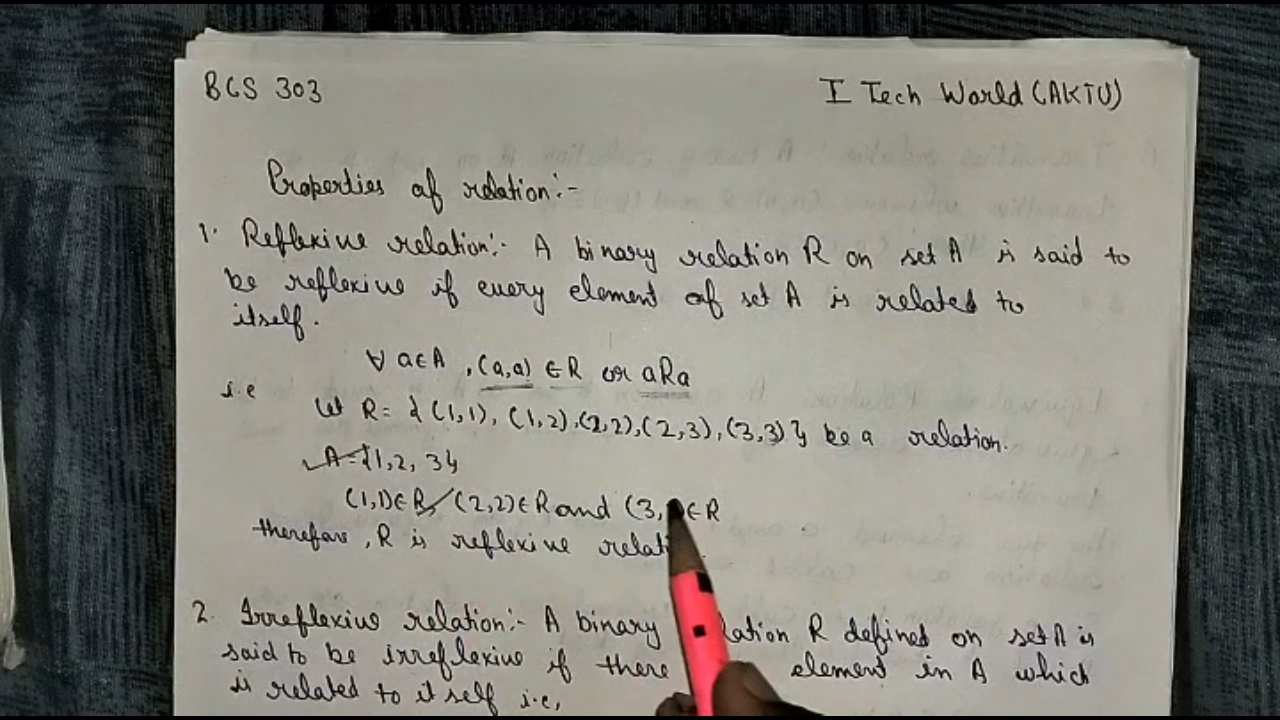 BCS 303
I Tech World (AKTU)
Properties of relation:-
1. Reflexive relation:- A binary relation R on set A is said to
be reflexive if every element of set A is related to
itself.
∀ a∈A , (a,a) ∈ R or aRa
i.e
let R= {(1,1), (1,2), (2,2), (2,3), (3,3)} be a relation.
A={1,2,3}
(1,1)∈R, (2,2)∈R and (3, )∈R
therefore, R is reflexive
2. Irreflexive relation:- A binary R defined on set A is
said to be irreflexive if there element in A which
is related to itself i.e,